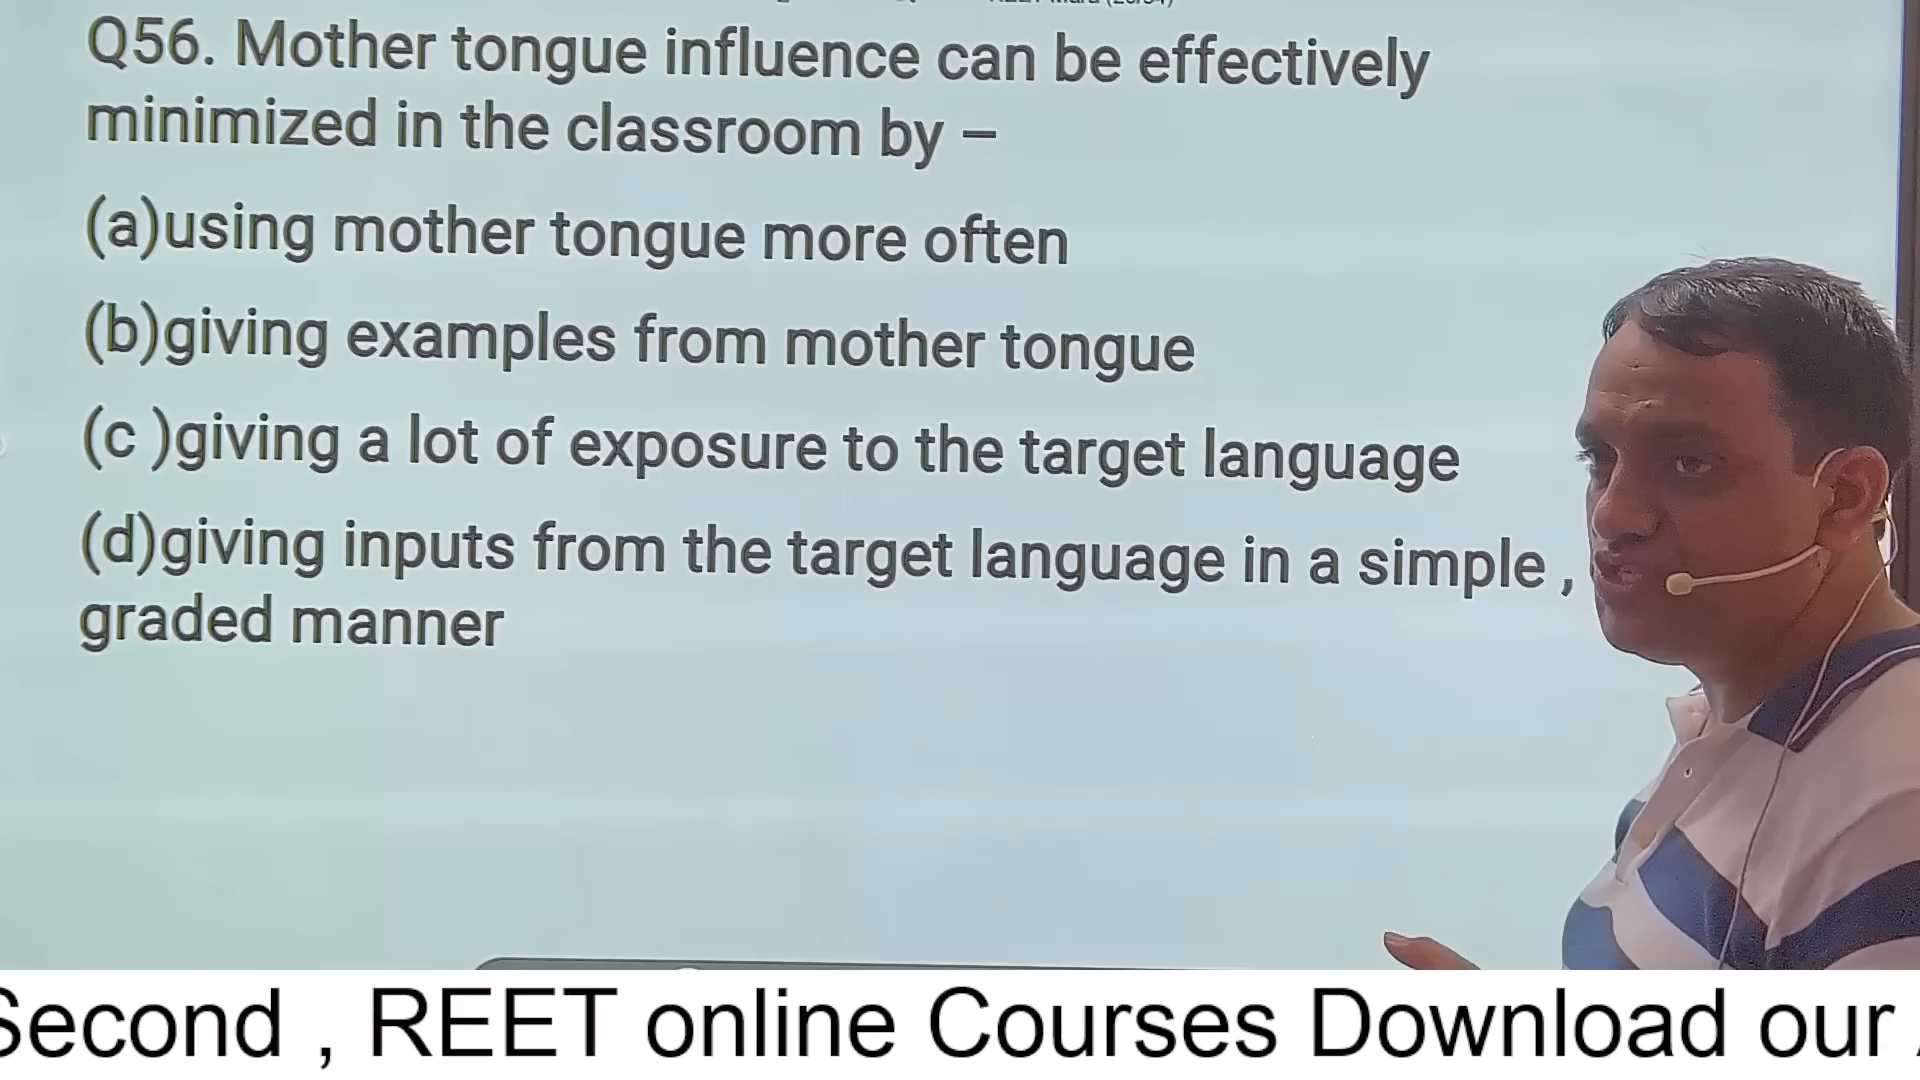 Q56. Mother tongue influence can be effectively
minimized in the classroom by –
(a)using mother tongue more often
(b)giving examples from mother tongue
(c )giving a lot of exposure to the target language
(d)giving inputs from the target language in a simple ,
graded manner
Second , REET online Courses Download our